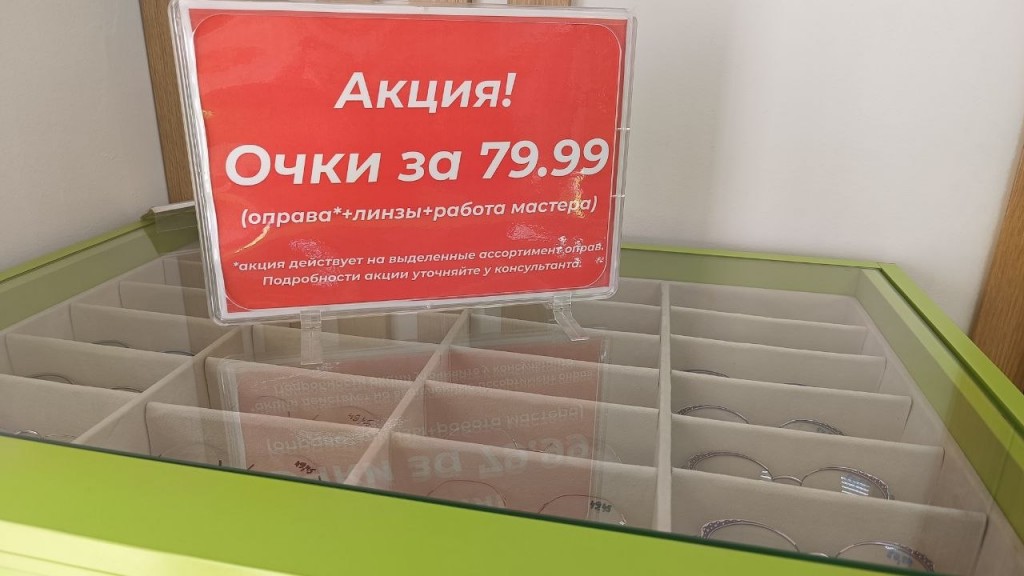 Акция!
Очки за 79.99
(оправа*+линзы+работа мастера)
*акция действует на выделенные ассортимент оправ.
Подробности акции уточняйте у консультанта.